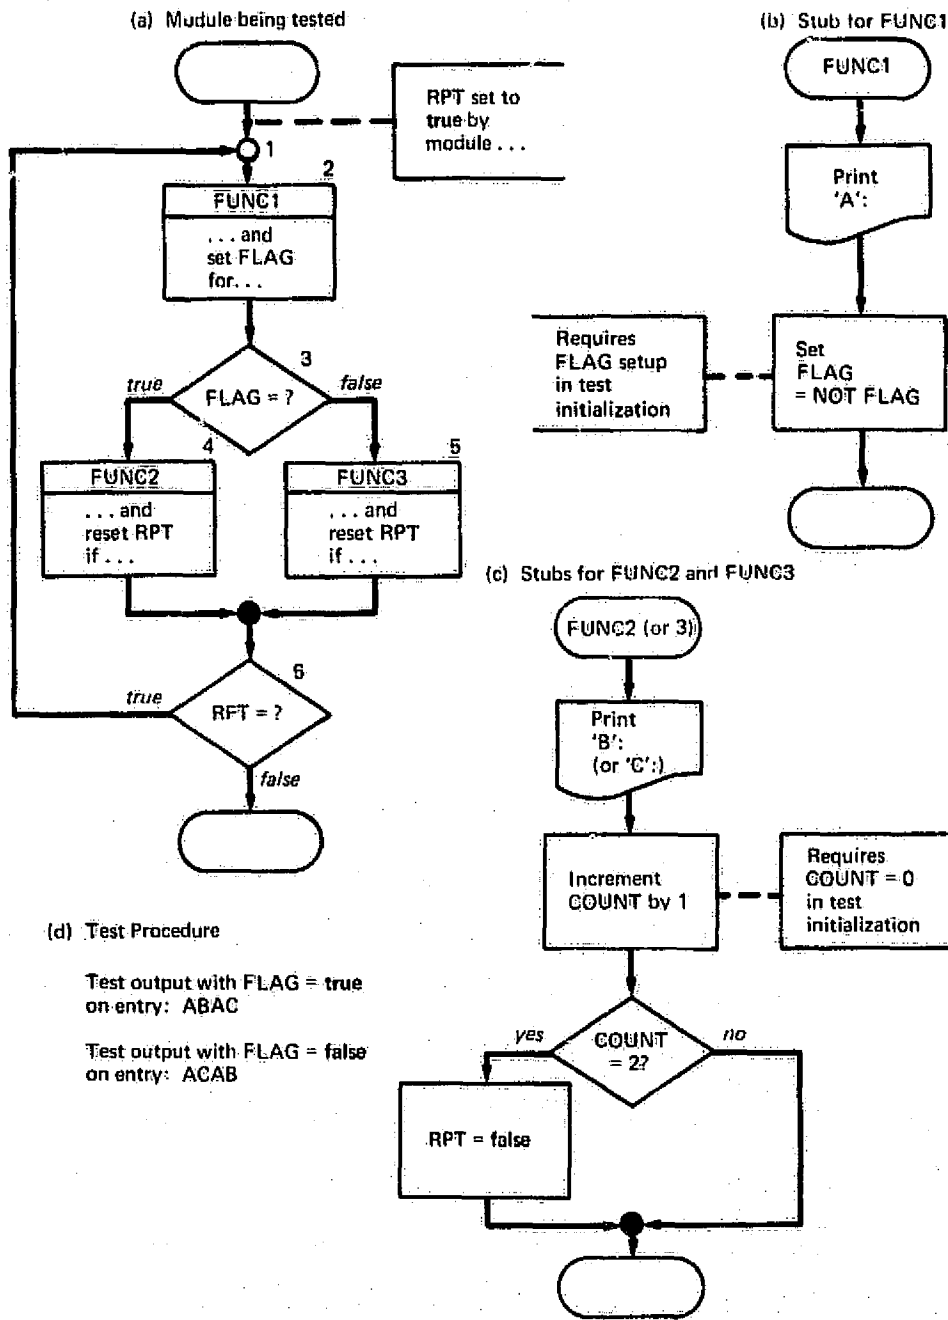 (a) Module being tested
RPT set to
true by
module . . .
1
2
FUNC1
. . . and
set FLAG
for . . .
3
true
FLAG = ?
false
4
FUNC2
. . . and
reset RPT
if . . .
5
FUNC3
. . . and
reset RPT
if . . .
6
true
RPT = ?
false
(b) Stub for FUNC1
FUNC1
Print
'A':
Requires
FLAG setup
in test
initialization
Set
FLAG
= NOT FLAG
(c) Stubs for FUNC2 and FUNC3
FUNC2 (or 3)
Print
'B':
(or 'C':)
Increment
COUNT by 1
Requires
COUNT = 0
in test
initialization
yes
COUNT
= 2?
no
RPT = false
(d) Test Procedure
Test output with FLAG = true
on entry: ABAC
Test output with FLAG = false
on entry: ACAB